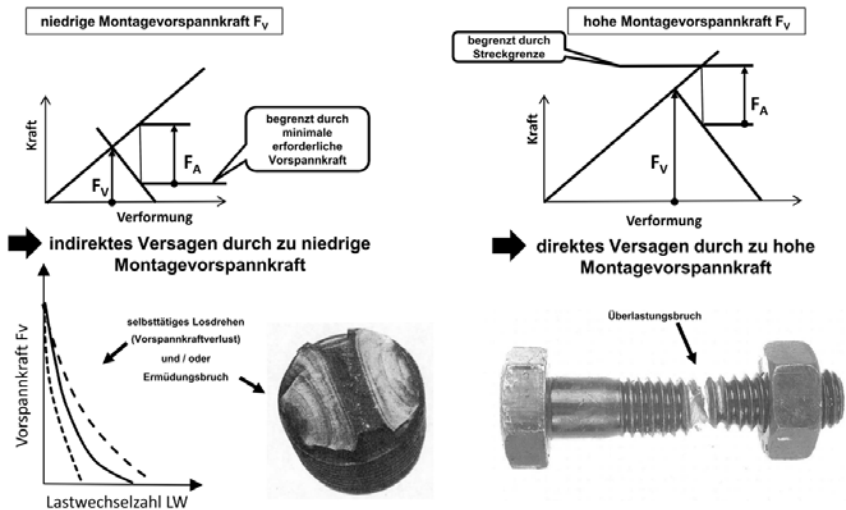 niedrige Montagevorspannkraft FV
Kraft
begrenzt durch
minimale
erforderliche
Vorspannkraft
FA
FV
Verformung
indirektes Versagen durch zu niedrige
Montagevorspannkraft
Vorspannkraft Fv
selbsttätiges Losdrehen
(Vorspannkraftverlust)
und / oder
Ermüdungsbruch
Lastwechselzahl LW
hohe Montagevorspannkraft FV
begrenzt durch
Streckgrenze
Kraft
FA
FV
Verformung
direktes Versagen durch zu hohe
Montagevorspannkraft
Überlastungsbruch